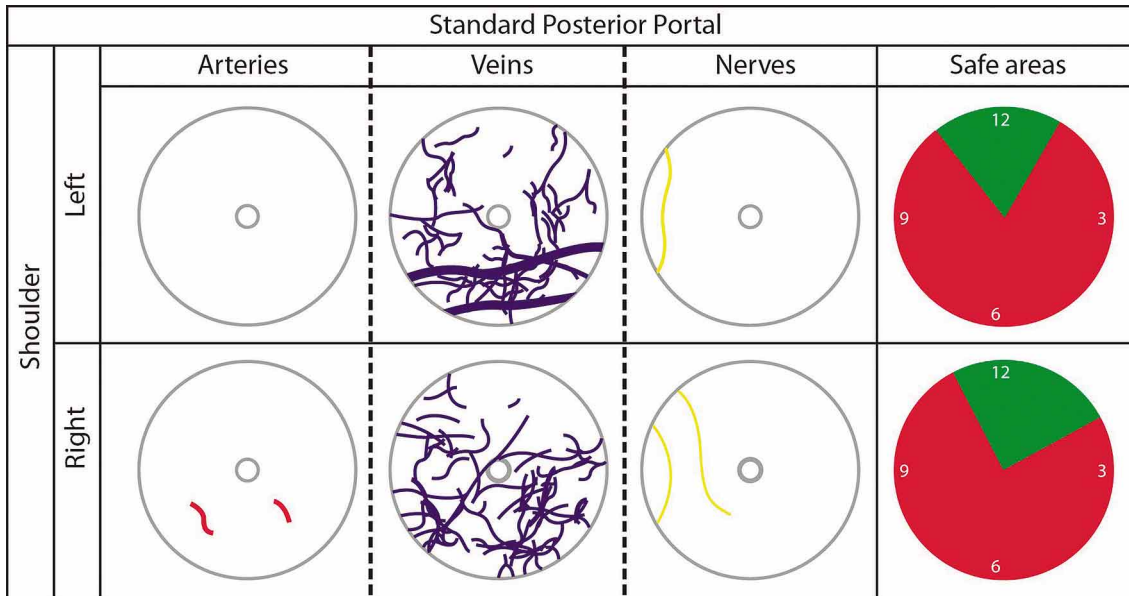 Standard Posterior Portal
Shoulder
Arteries
Veins
Nerves
Safe areas
Left
12
9
3
6
Right
12
9
3
6